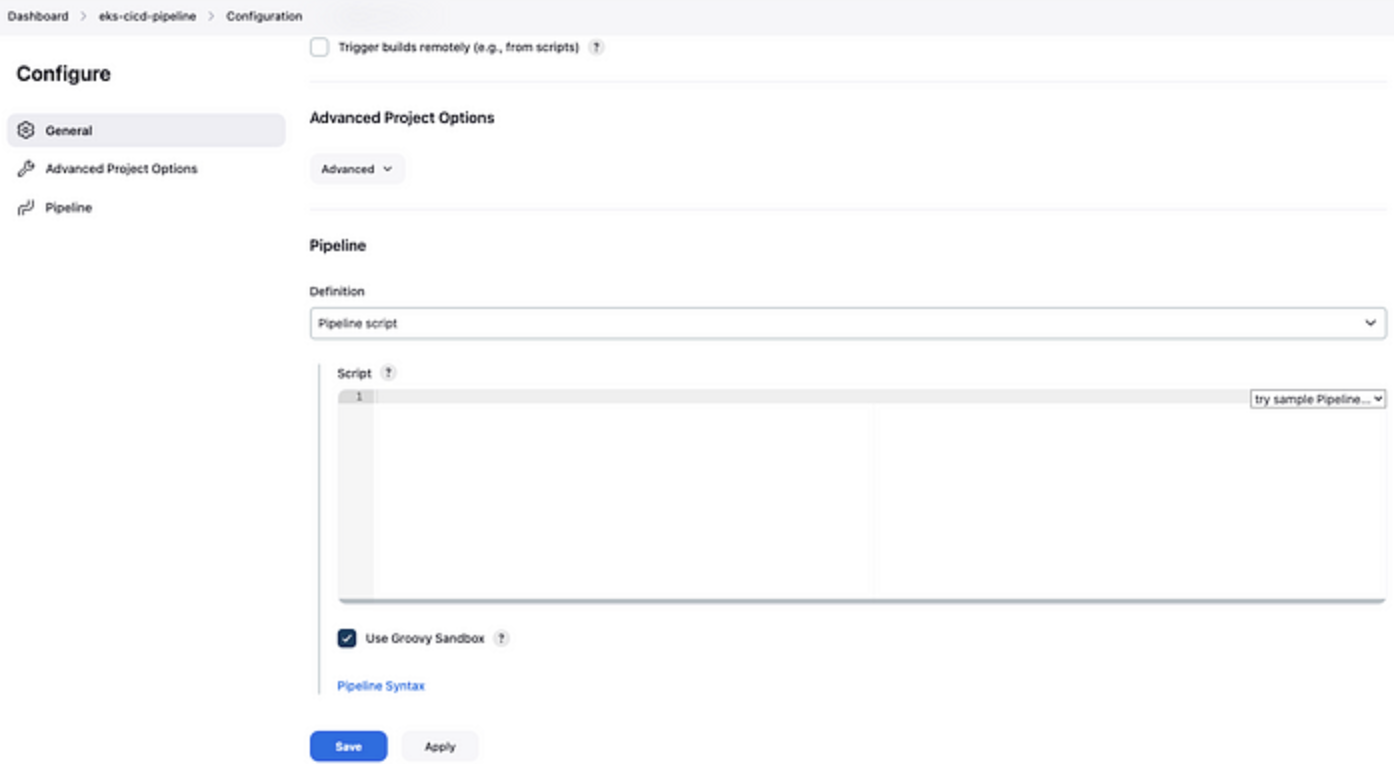 Dashboard > eks-cicd-pipeline > Configuration
Configure
General
Advanced Project Options
Pipeline
Trigger builds remotely (e.g., from scripts) ?
Advanced Project Options
Advanced
Pipeline
Definition
Pipeline script
Script ?
1
try sample Pipeline...
Use Groovy Sandbox ?
Pipeline Syntax
Save Apply